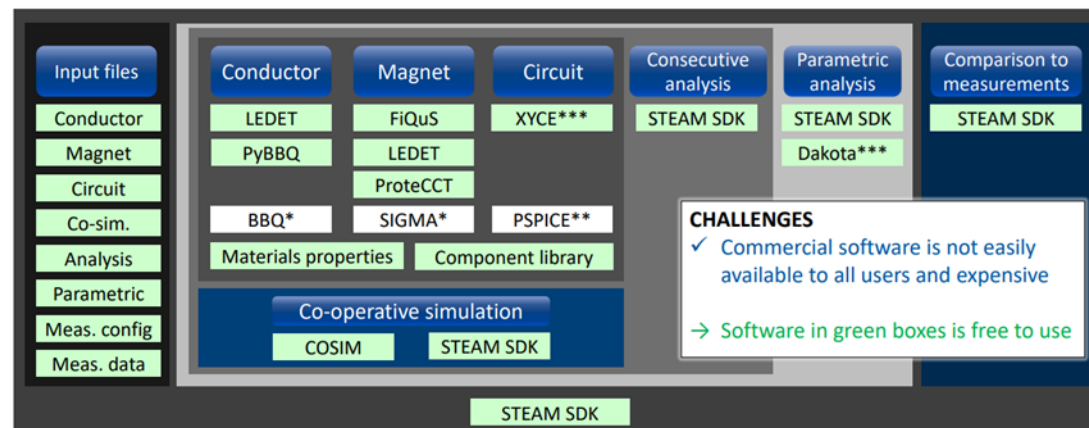 Input files
Conductor
Magnet
Circuit
Co-sim.
Analysis
Parametric
Meas. config
Meas. data
Conductor
LEDET
PyBBQ
BBQ*
Magnet
FiQuS
LEDET
ProteCCT
SIGMA*
Circuit
XYCE***
PSPICE**
Materials properties
Component library
Co-operative simulation
COSIM
STEAM SDK
Consecutive
analysis
STEAM SDK
Parametric
analysis
STEAM SDK
Dakota***
Comparison to
measurements
STEAM SDK
CHALLENGES
✓ Commercial software is not easily
available to all users and expensive
→ Software in green boxes is free to use
STEAM SDK